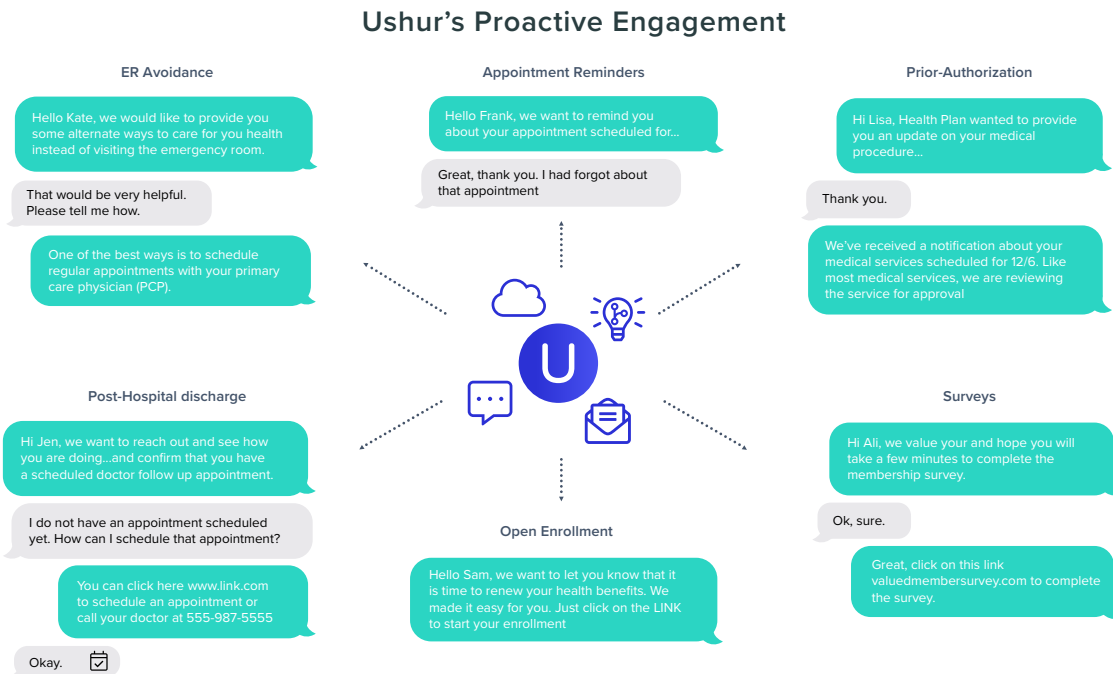 Ushur's Proactive Engagement
ER Avoidance
Hello Kate, we would like to provide you
some alternate ways to care for you health
instead of visiting the emergency room.
That would be very helpful.
Please tell me how.
One of the best ways is to schedule
regular appointments with your primary
care physician (PCP).
Appointment Reminders
Hello Frank, we want to remind you
about your appointment scheduled for...
Great, thank you. I had forgot about
that appointment
Prior-Authorization
Hi Lisa, Health Plan wanted to provide
you an update on your medical
procedure...
Thank you.
We've received a notification about your
medical services scheduled for 12/6. Like
most medical services, we are reviewing
the service for approval
U
Post-Hospital discharge
Hi Jen, we want to reach out and see how
you are doing...and confirm that you have
a scheduled doctor follow up appointment.
I do not have an appointment scheduled
yet. How can I schedule that appointment?
You can click here www.link.com
to schedule an appointment or
call your doctor at 555-987-5555
Okay.
Open Enrollment
Hello Sam, we want to let you know that it
is time to renew your health benefits. We
made it easy for you. Just click on the LINK
to start your enrollment
Surveys
Hi Ali, we value your and hope you will
take a few minutes to complete the
membership survey.
Ok, sure.
Great, click on this link
valuedmembersurvey.com to complete
the survey.